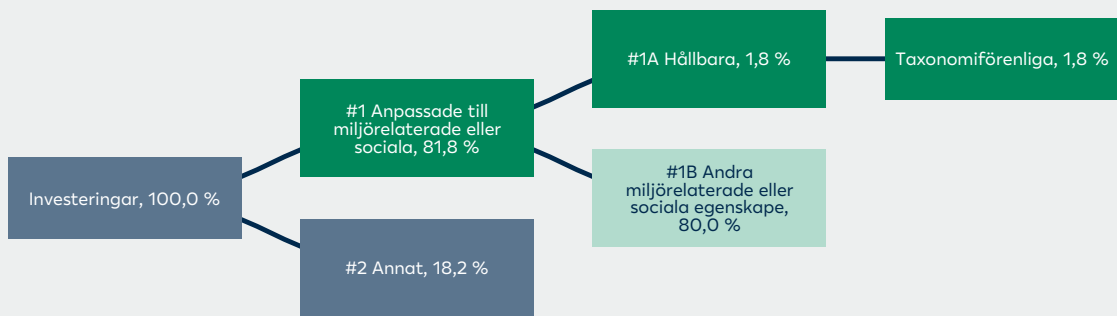 #1A Hållbara, 1,8 %
Taxonomiförenliga, 1,8 %
#1 Anpassade till
miljörelaterade eller
sociala, 81,8 %
#1B Andra
miljörelaterade eller
sociala egenskape,
80,0 %
Investeringar, 100,0 %
#2 Annat, 18,2 %